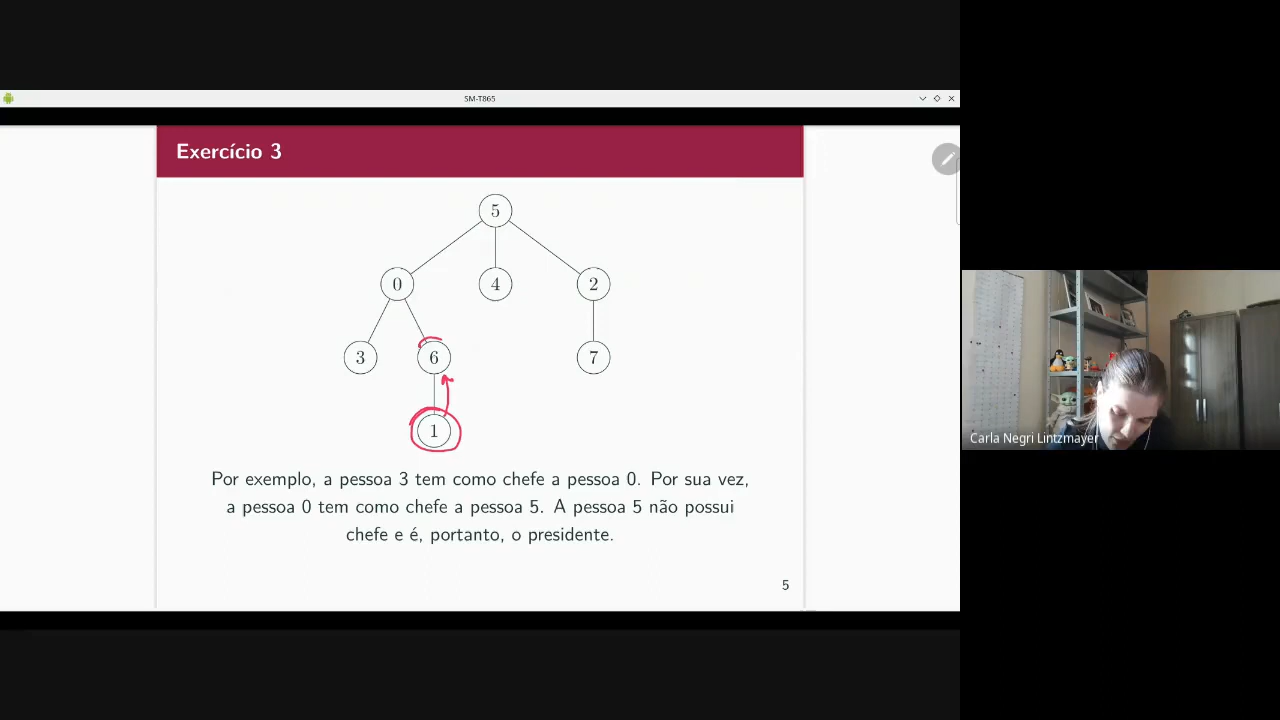 SM-T865
Exercício 3
5
0 4 2
3 6 7
1
Por exemplo, a pessoa 3 tem como chefe a pessoa 0. Por sua vez,
a pessoa 0 tem como chefe a pessoa 5. A pessoa 5 não possui
chefe e é, portanto, o presidente.
5
Carla Negri Lintzmayer